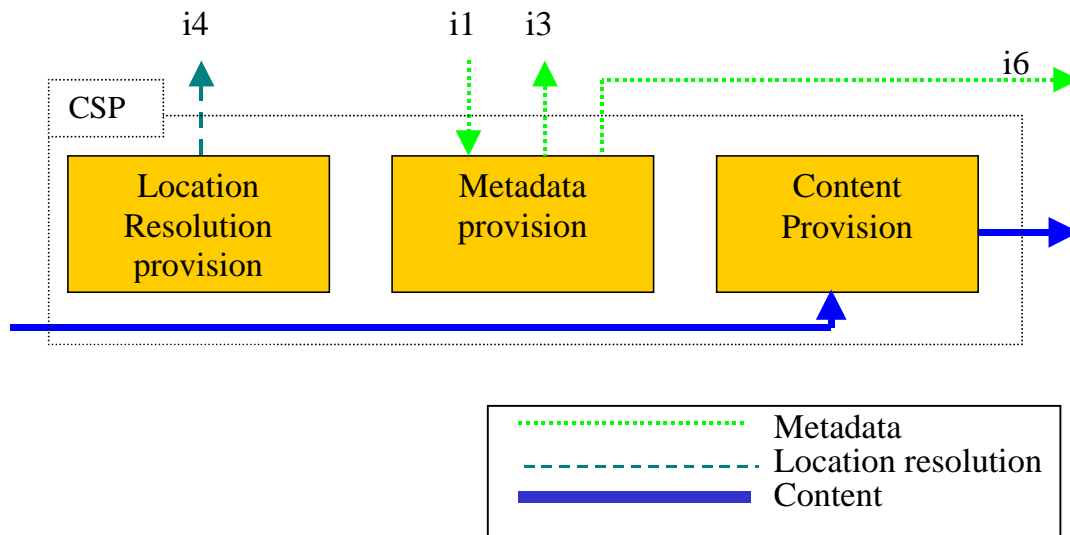 i4
i1
i3
i6
CSP
Location
Resolution
provision
Metadata
provision
Content
Provision
Metadata
Location resolution
Content